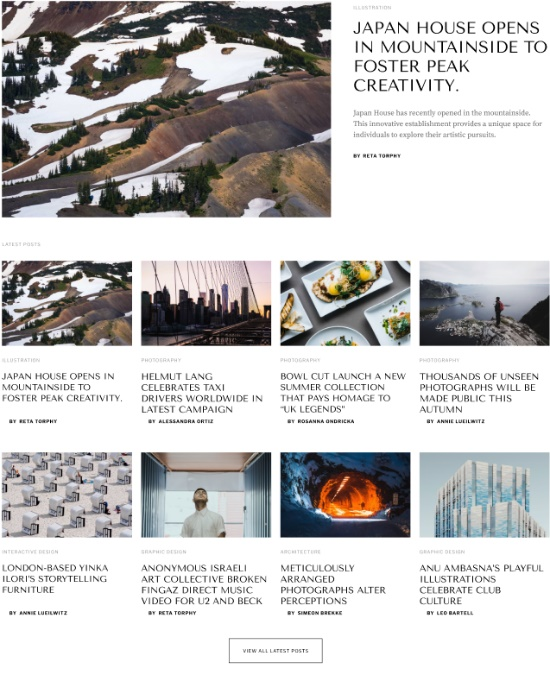 ILLUSTRATION
JAPAN HOUSE OPENS
IN MOUNTAINSIDE TO
FOSTER PEAK
CREATIVITY.
Japan House has recently opened in the mountainside.
This innovative establishment provides a unique space for
individuals to explore their artistic pursuits.
BY RETA TORPHY
LATEST POSTS
ILLUSTRATION
JAPAN HOUSE OPENS IN
MOUNTAINSIDE TO
FOSTER PEAK CREATIVITY.
BY RETA TORPHY
PHOTOGRAPHY
HELMUT LANG
CELEBRATES TAXI
DRIVERS WORLDWIDE IN
LATEST CAMPAIGN
BY ALESSANDRA ORTIZ
PHOTOGRAPHY
BOWL CUT LAUNCH A NEW
SUMMER COLLECTION
THAT PAYS HOMAGE TO
"UK LEGENDS"
BY ROSANNA ONDRICKA
PHOTOGRAPHY
THOUSANDS OF UNSEEN
PHOTOGRAPHS WILL BE
MADE PUBLIC THIS
AUTUMN
BY ANNIE LUEILWITZ
INTERACTIVE DESIGN
LONDON-BASED YINKA
ILORI'S STORYTELLING
FURNITURE
BY ANNIE LUEILWITZ
GRAPHIC DESIGN
ANONYMOUS ISRAELI
ART COLLECTIVE BROKEN
FINGAZ DIRECT MUSIC
VIDEO FOR U2 AND BECK
BY RETA TORPHY
ARCHITECTURE
METICULOUSLY
ARRANGED
PHOTOGRAPHS ALTER
PERCEPTIONS
BY SIMEON BREKKE
GRAPHIC DESIGN
ANU AMBASNA'S PLAYFUL
ILLUSTRATIONS
CELEBRATE CLUB
CULTURE
BY LEO BARTELL
VIEW ALL LATEST POSTS